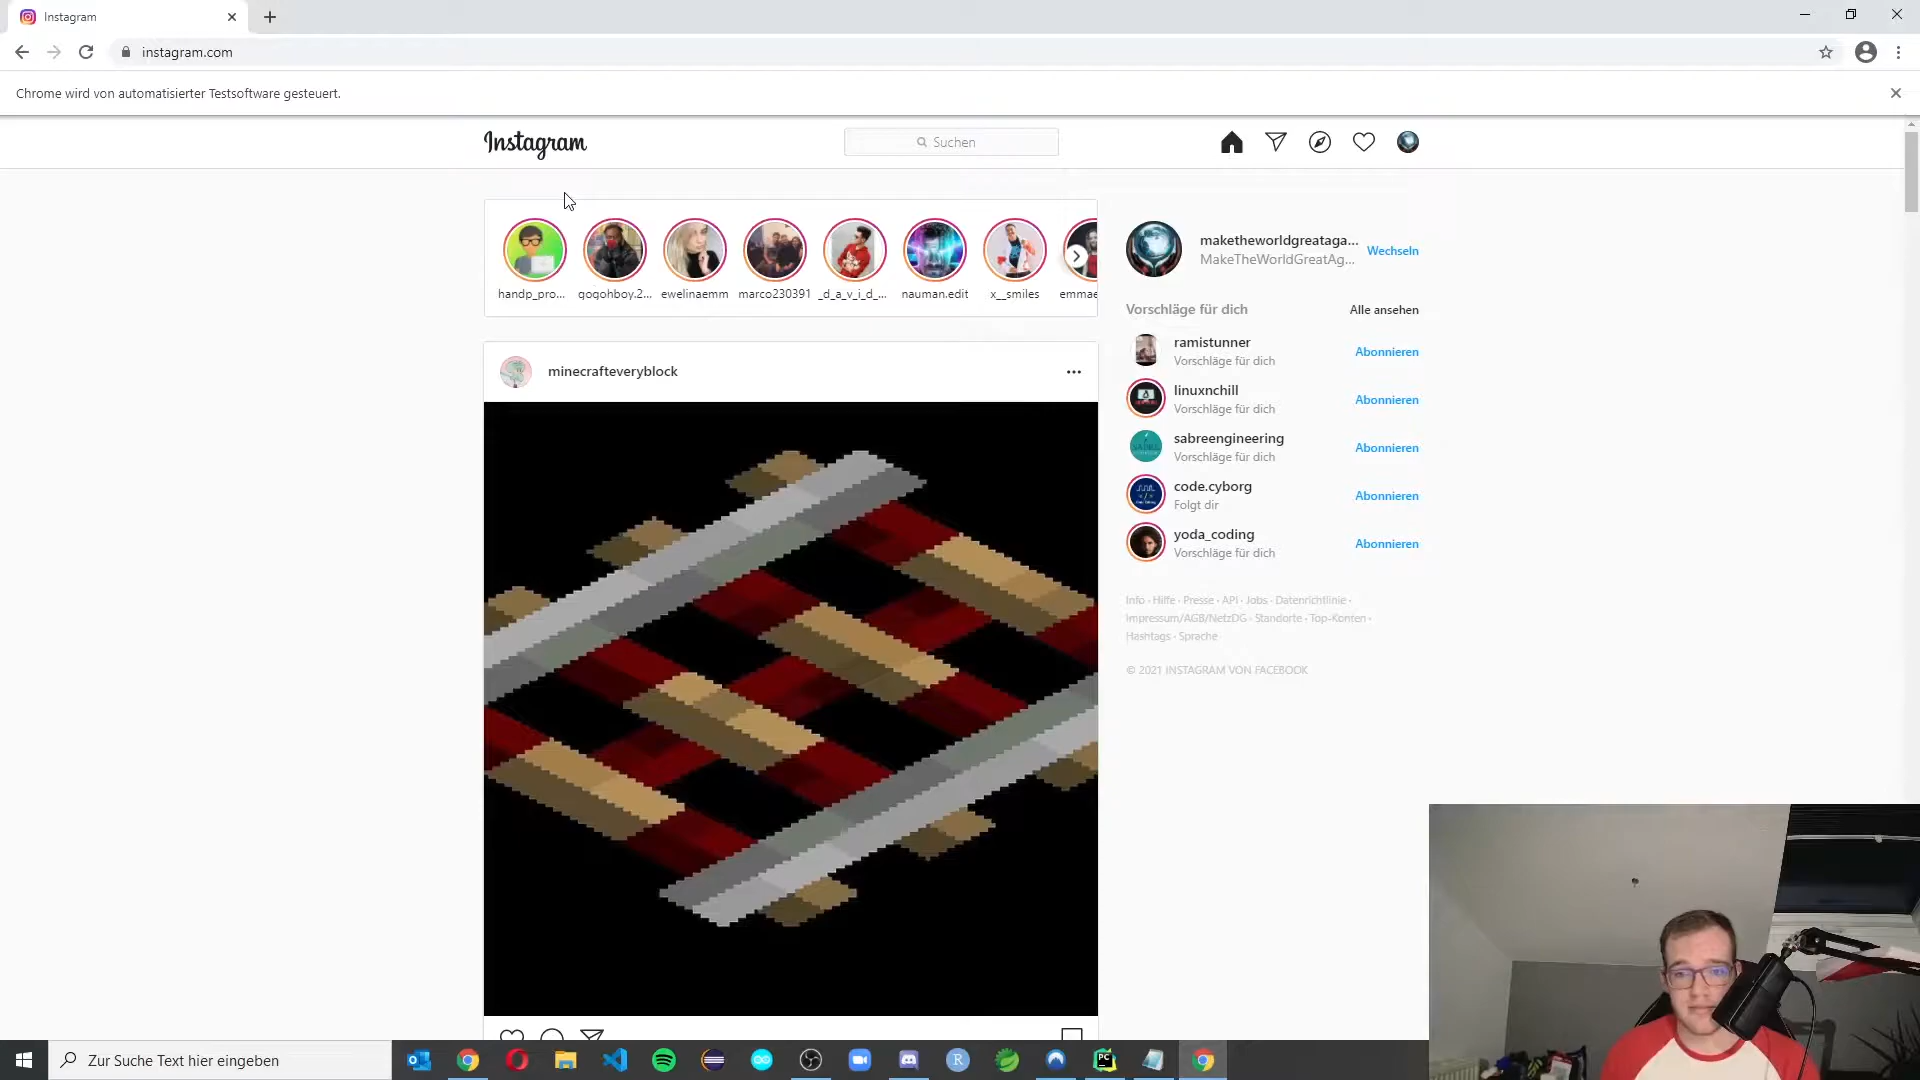 Instagram
instagram.com
Chrome wird von automatisierter Testsoftware gesteuert.
Instagram
Suchen
handp_pro...
qoqohboy.2...
ewelinaemm
marco230391
_d_a_v_i_d_...
nauman.edit
x__smiles
emmae
maketheworldgreataga...
MakeTheWorldGreatAg...
Wechseln
Vorschläge für dich
Alle ansehen
ramistunner
Vorschläge für dich
Abonnieren
linuxnchill
Vorschläge für dich
Abonnieren
sabreengineering
Vorschläge für dich
Abonnieren
code.cyborg
Folgt dir
Abonnieren
yoda_coding
Vorschläge für dich
Abonnieren
Info · Hilfe · Presse · API · Jobs · Datenrichtlinie ·
Impressum/AGB/NetzDG · Standorte · Top-Konten ·
Hashtags · Sprache
© 2021 INSTAGRAM VON FACEBOOK
minecrafteveryblock
Zur Suche Text hier eingeben